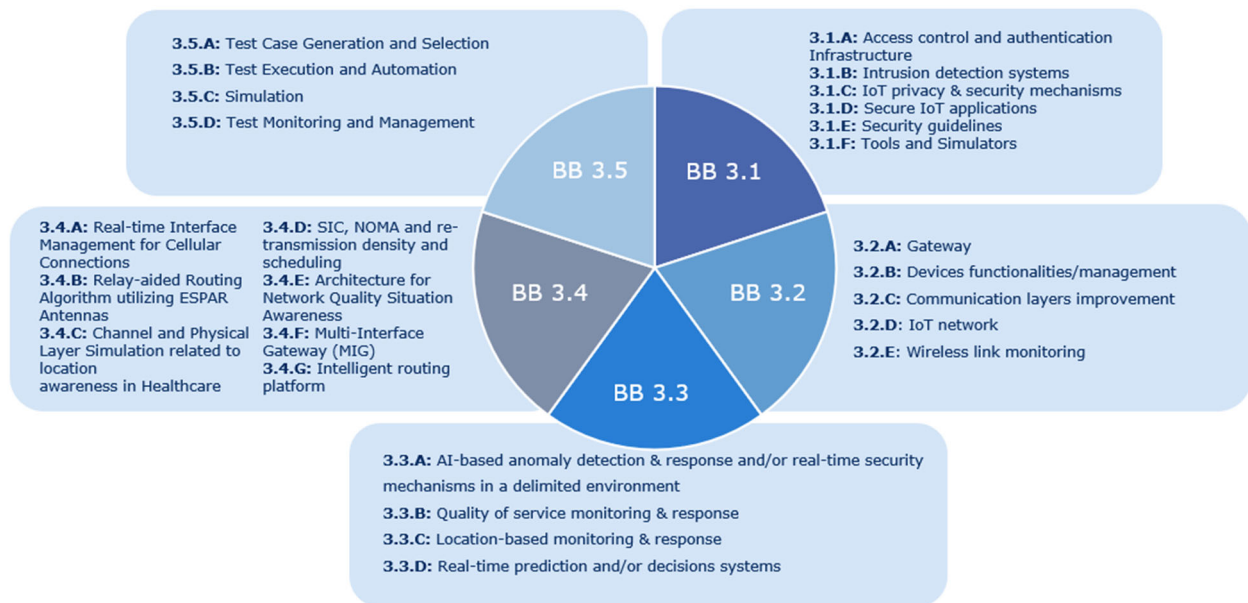 3.5.A: Test Case Generation and Selection
3.5.B: Test Execution and Automation
3.5.C: Simulation
3.5.D: Test Monitoring and Management
3.1.A: Access control and authentication
Infrastructure
3.1.B: Intrusion detection systems
3.1.C: IoT privacy & security mechanisms
3.1.D: Secure IoT applications
3.1.E: Security guidelines
3.1.F: Tools and Simulators
BB 3.5
BB 3.1
3.4.A: Real-time Interface
Management for Cellular
Connections
3.4.B: Relay-aided Routing
Algorithm utilizing ESPAR
Antennas
3.4.C: Channel and Physical
Layer Simulation related to
location
awareness in Healthcare
3.4.D: SIC, NOMA and re-
transmission density and
scheduling
3.4.E: Architecture for
Network Quality Situation
Awareness
3.4.F: Multi-Interface
Gateway (MIG)
3.4.G: Intelligent routing
platform
BB 3.4
BB 3.2
3.2.A: Gateway
3.2.B: Devices functionalities/management
3.2.C: Communication layers improvement
3.2.D: IoT network
3.2.E: Wireless link monitoring
BB 3.3
3.3.A: AI-based anomaly detection & response and/or real-time security
mechanisms in a delimited environment
3.3.B: Quality of service monitoring & response
3.3.C: Location-based monitoring & response
3.3.D: Real-time prediction and/or decisions systems